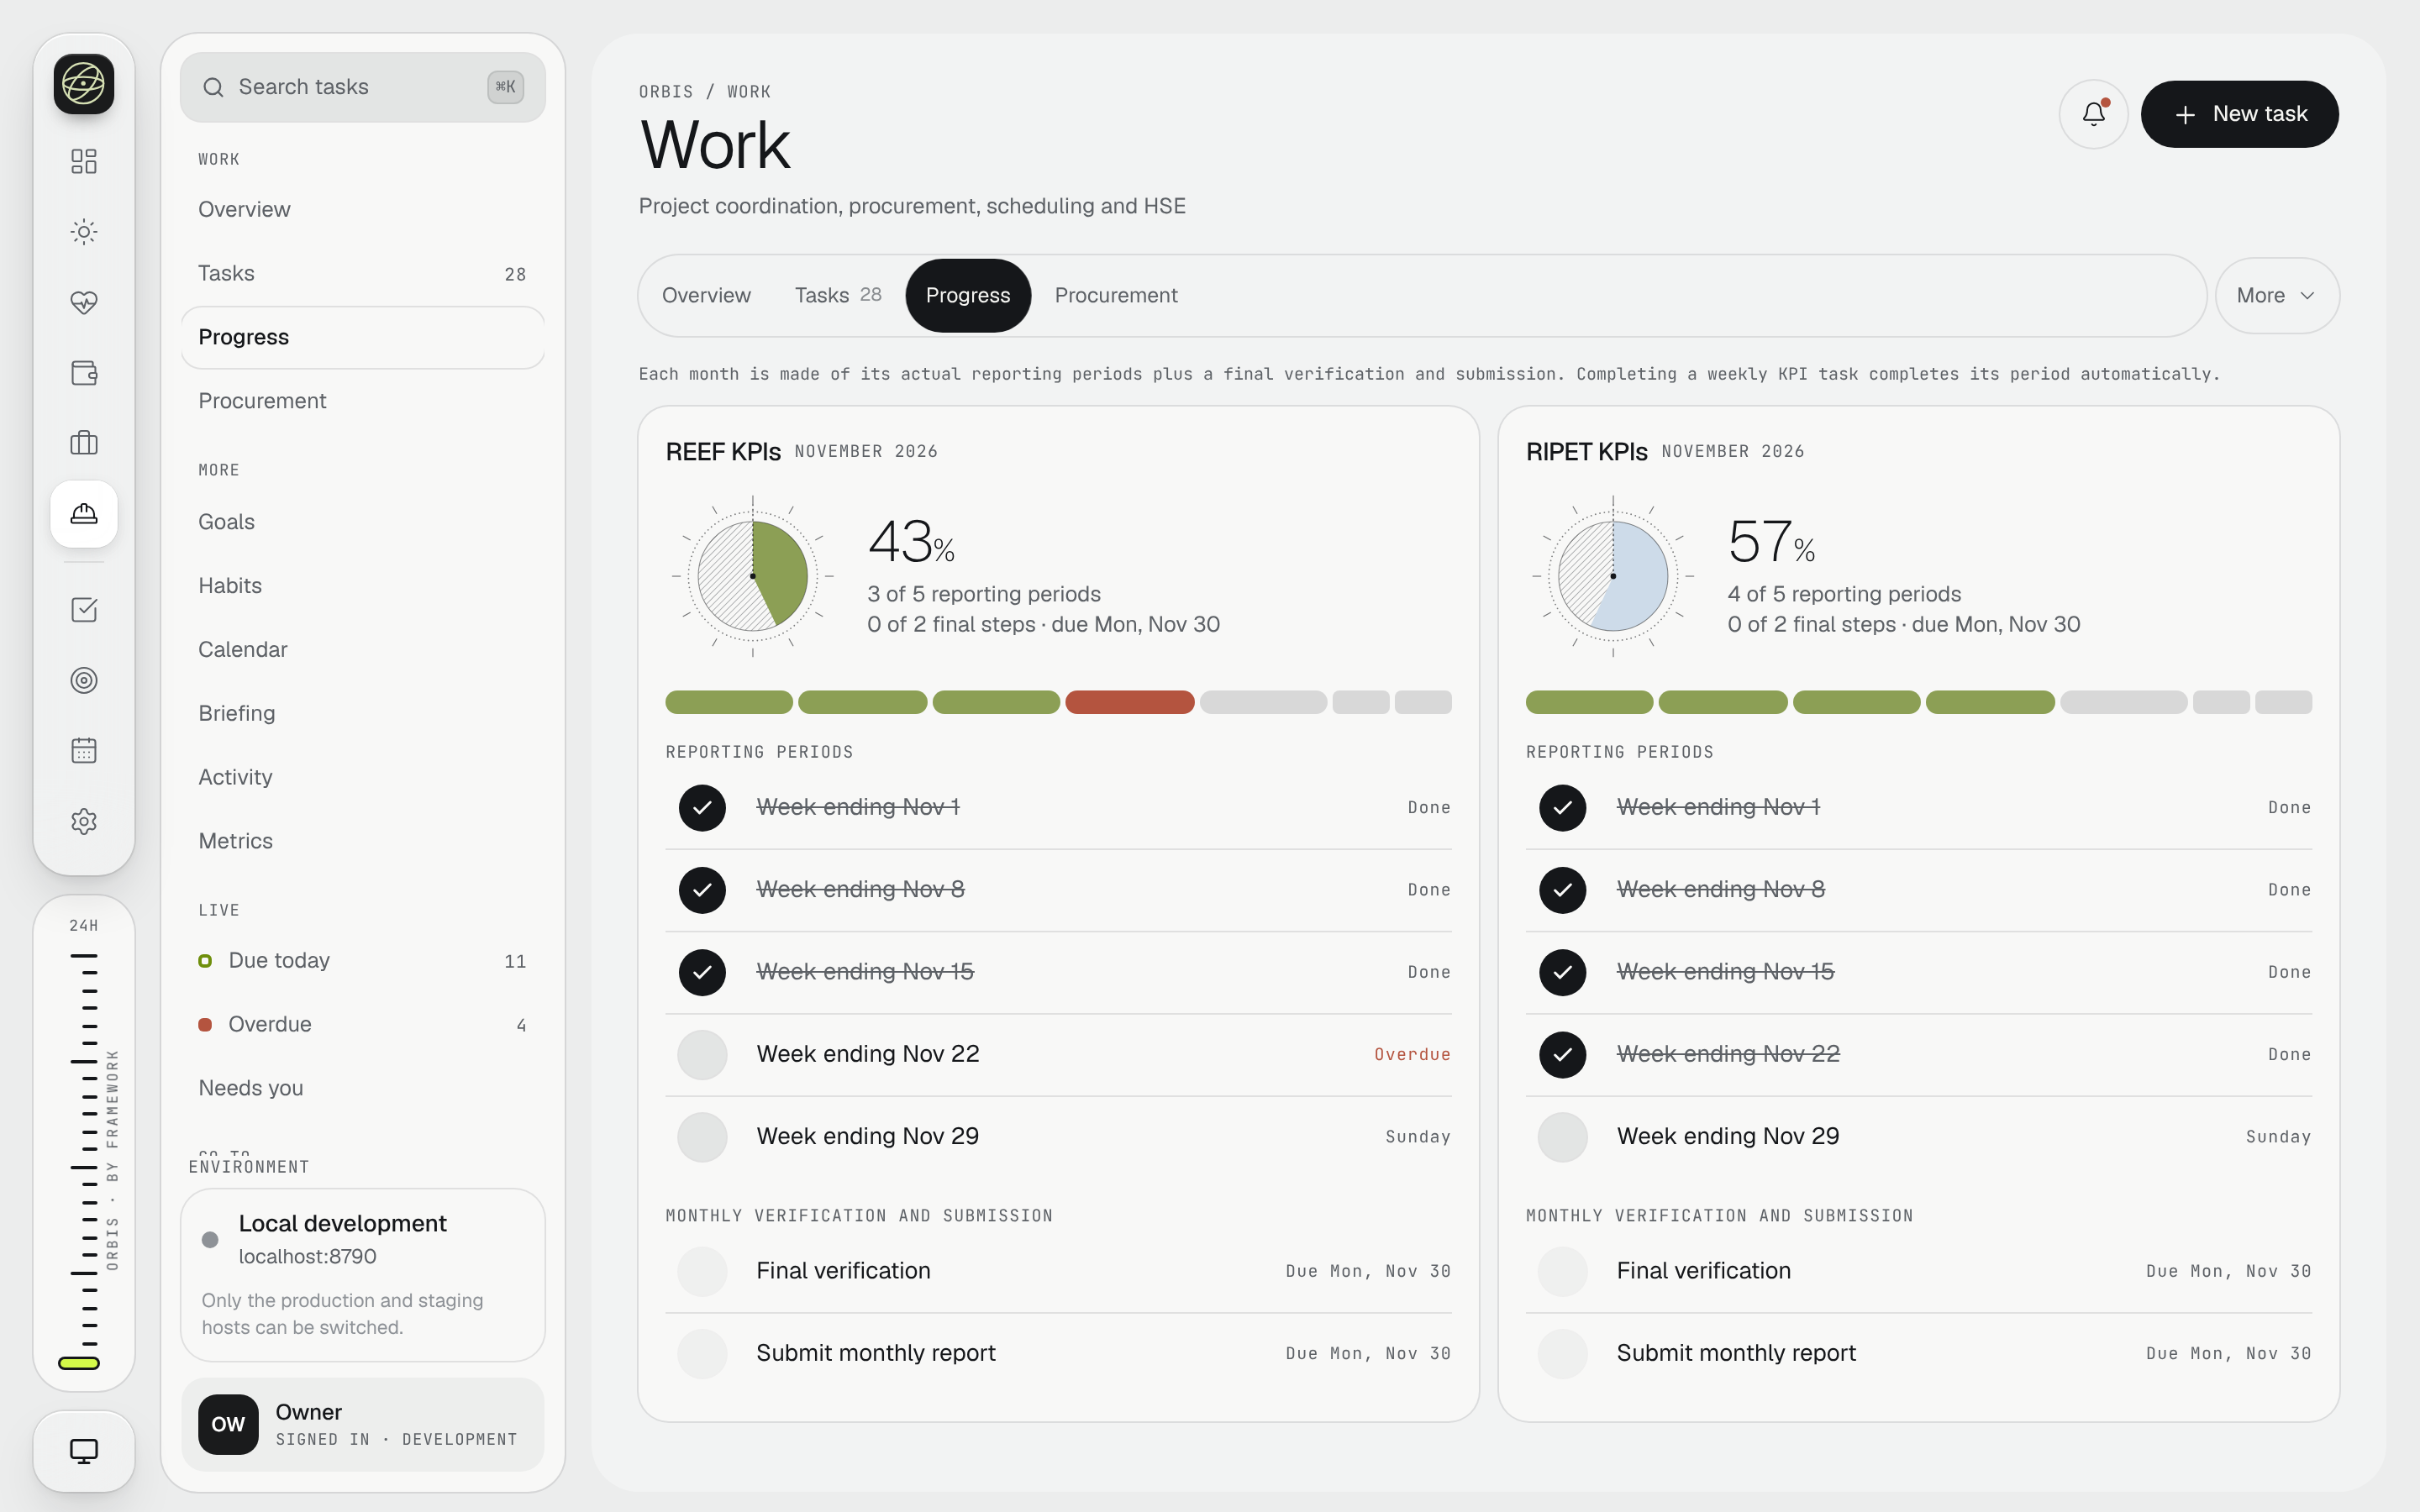 Search tasks ⌘K
WORK
Overview
Tasks 28
Progress
Procurement
MORE
Goals
Habits
Calendar
Briefing
Activity
Metrics
LIVE
Due today 11
Overdue 4
Needs you
ENVIRONMENT
Local development
localhost:8790
Only the production and staging
hosts can be switched.
OW
Owner
SIGNED IN · DEVELOPMENT
24H
ORBIS · BY FRAMEWORK
ORBIS / WORK
Work
Project coordination, procurement, scheduling and HSE
New task
Overview Tasks 28 Progress Procurement More
Each month is made of its actual reporting periods plus a final verification and submission. Completing a weekly KPI task completes its period automatically.
REEF KPIs NOVEMBER 2026
43%
3 of 5 reporting periods
0 of 2 final steps · due Mon, Nov 30
REPORTING PERIODS
Week ending Nov 1 Done
Week ending Nov 8 Done
Week ending Nov 15 Done
Week ending Nov 22 Overdue
Week ending Nov 29 Sunday
MONTHLY VERIFICATION AND SUBMISSION
Final verification Due Mon, Nov 30
Submit monthly report Due Mon, Nov 30
RIPET KPIs NOVEMBER 2026
57%
4 of 5 reporting periods
0 of 2 final steps · due Mon, Nov 30
REPORTING PERIODS
Week ending Nov 1 Done
Week ending Nov 8 Done
Week ending Nov 15 Done
Week ending Nov 22 Done
Week ending Nov 29 Sunday
MONTHLY VERIFICATION AND SUBMISSION
Final verification Due Mon, Nov 30
Submit monthly report Due Mon, Nov 30